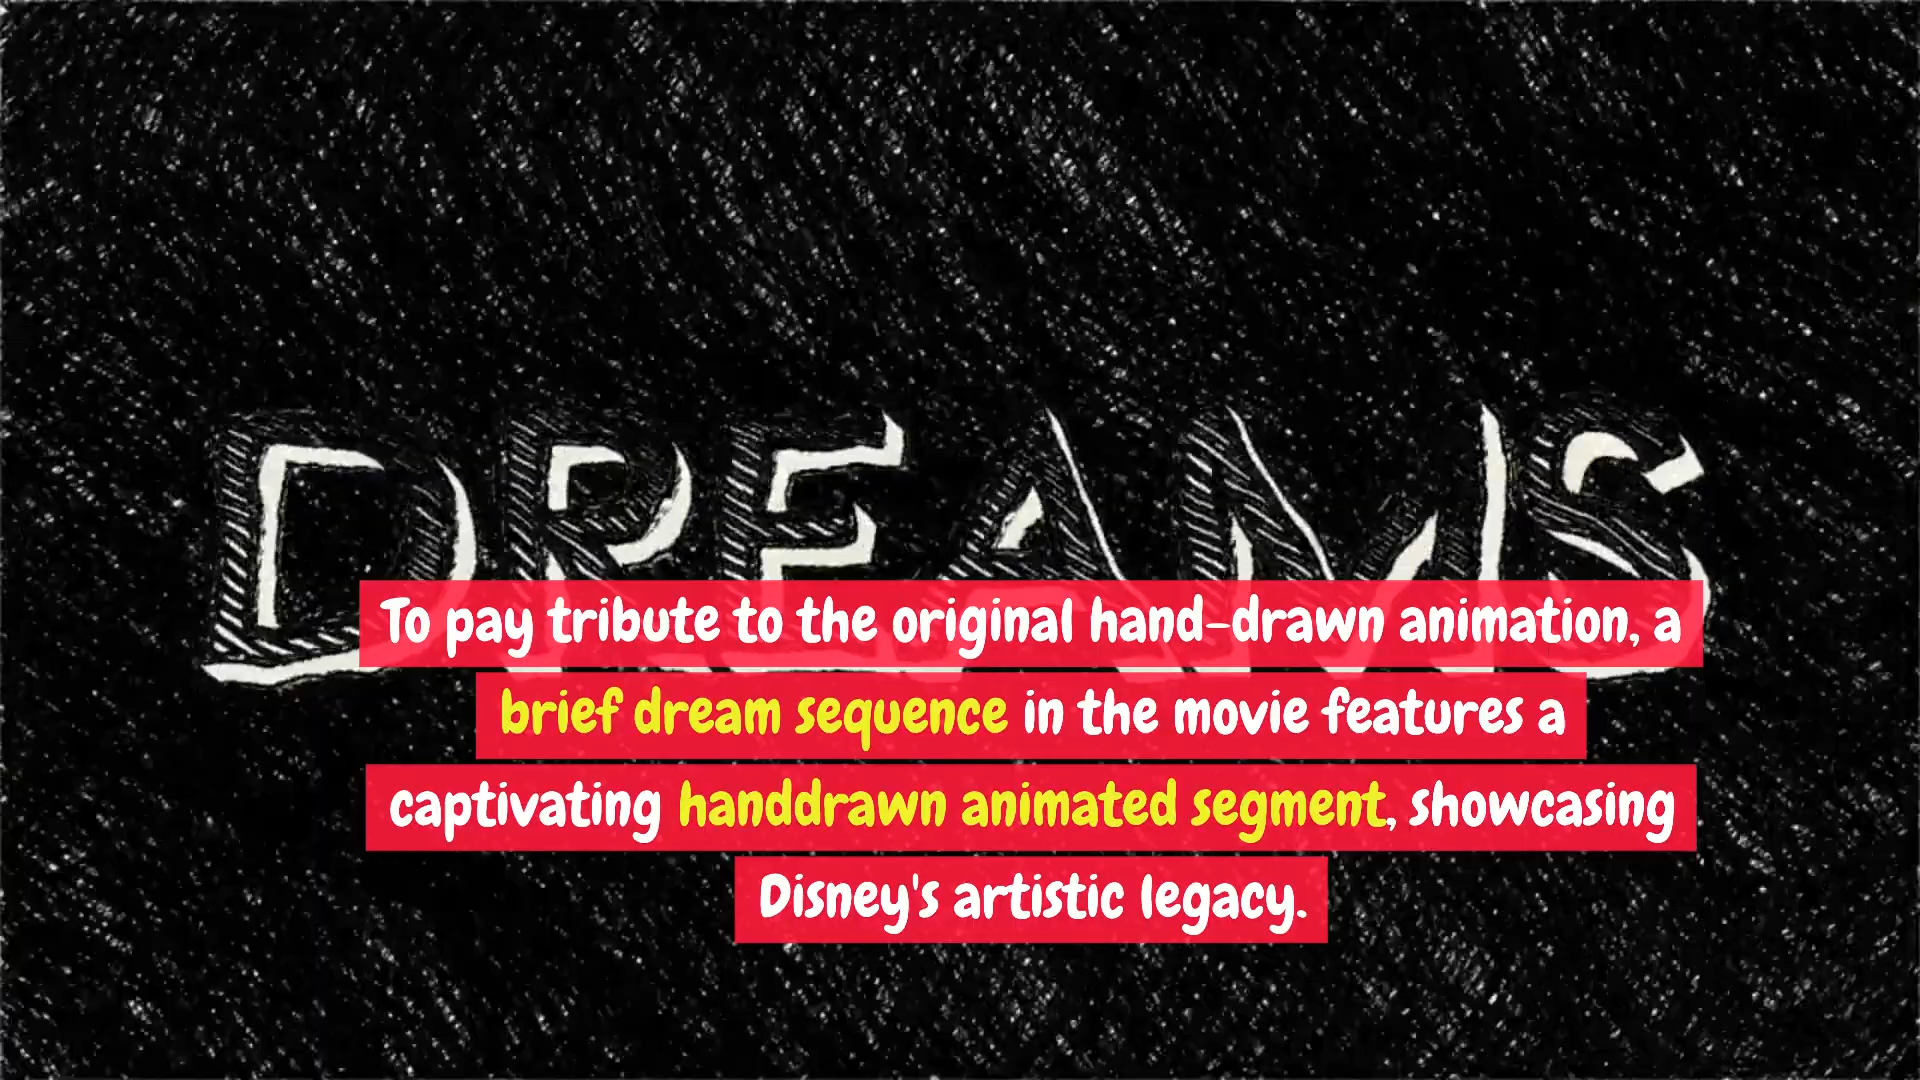 DREAMS
To pay tribute to the original hand-drawn animation, a
brief dream sequence in the movie features a
captivating handdrawn animated segment, showcasing
Disney's artistic legacy.